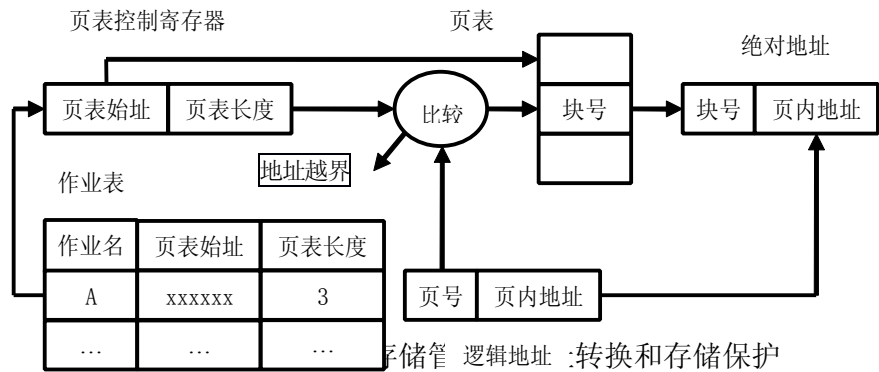 页表控制寄存器
页表
绝对地址
页表始址 页表长度
比较
块号
块号 页内地址
地址越界
作业表
作业名 页表始址 页表长度
A xxxxxx 3
… … …
页号 页内地址
逻辑地址
存储管
转换和存储保护